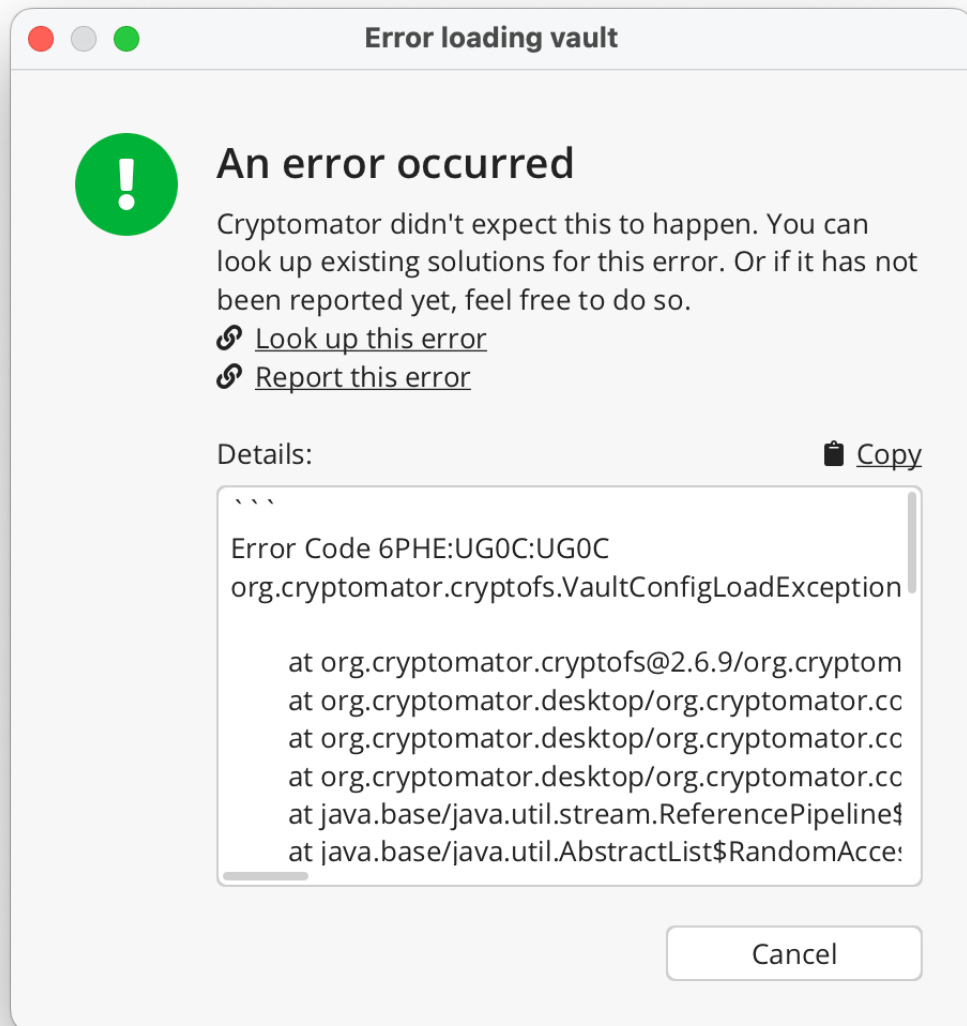 Error loading vault
An error occurred
Cryptomator didn't expect this to happen. You can
look up existing solutions for this error. Or if it has not
been reported yet, feel free to do so.
Look up this error
Report this error
Details:
Copy
```
Error Code 6PHE:UG0C:UG0C
org.cryptomator.cryptofs.VaultConfigLoadException
at org.cryptomator.cryptofs@2.6.9/org.cryptom
at org.cryptomator.desktop/org.cryptomator.co
at org.cryptomator.desktop/org.cryptomator.co
at org.cryptomator.desktop/org.cryptomator.co
at java.base/java.util.stream.ReferencePipeline$
at java.base/java.util.AbstractList$RandomAcces
Cancel